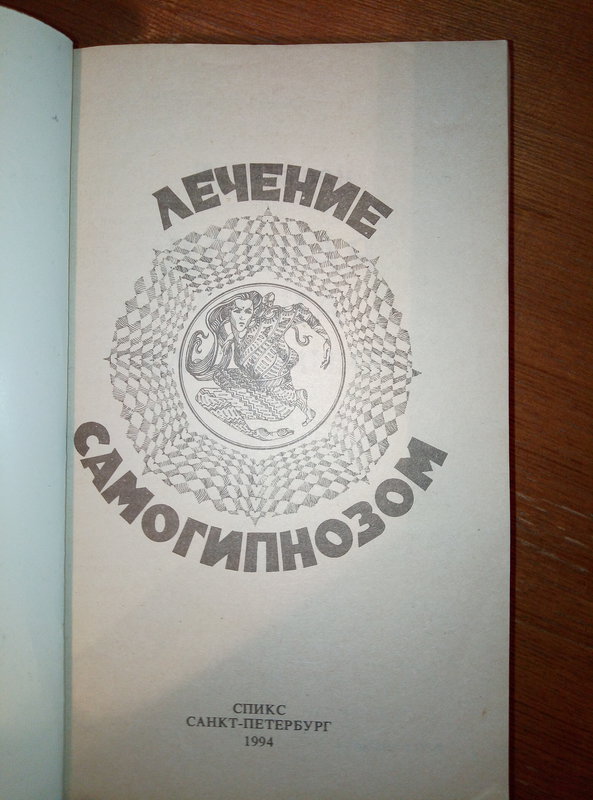 ЛЕЧЕНИЕ
САМОГИПНОЗОМ
СПИКС
САНКТ-ПЕТЕРБУРГ
1994